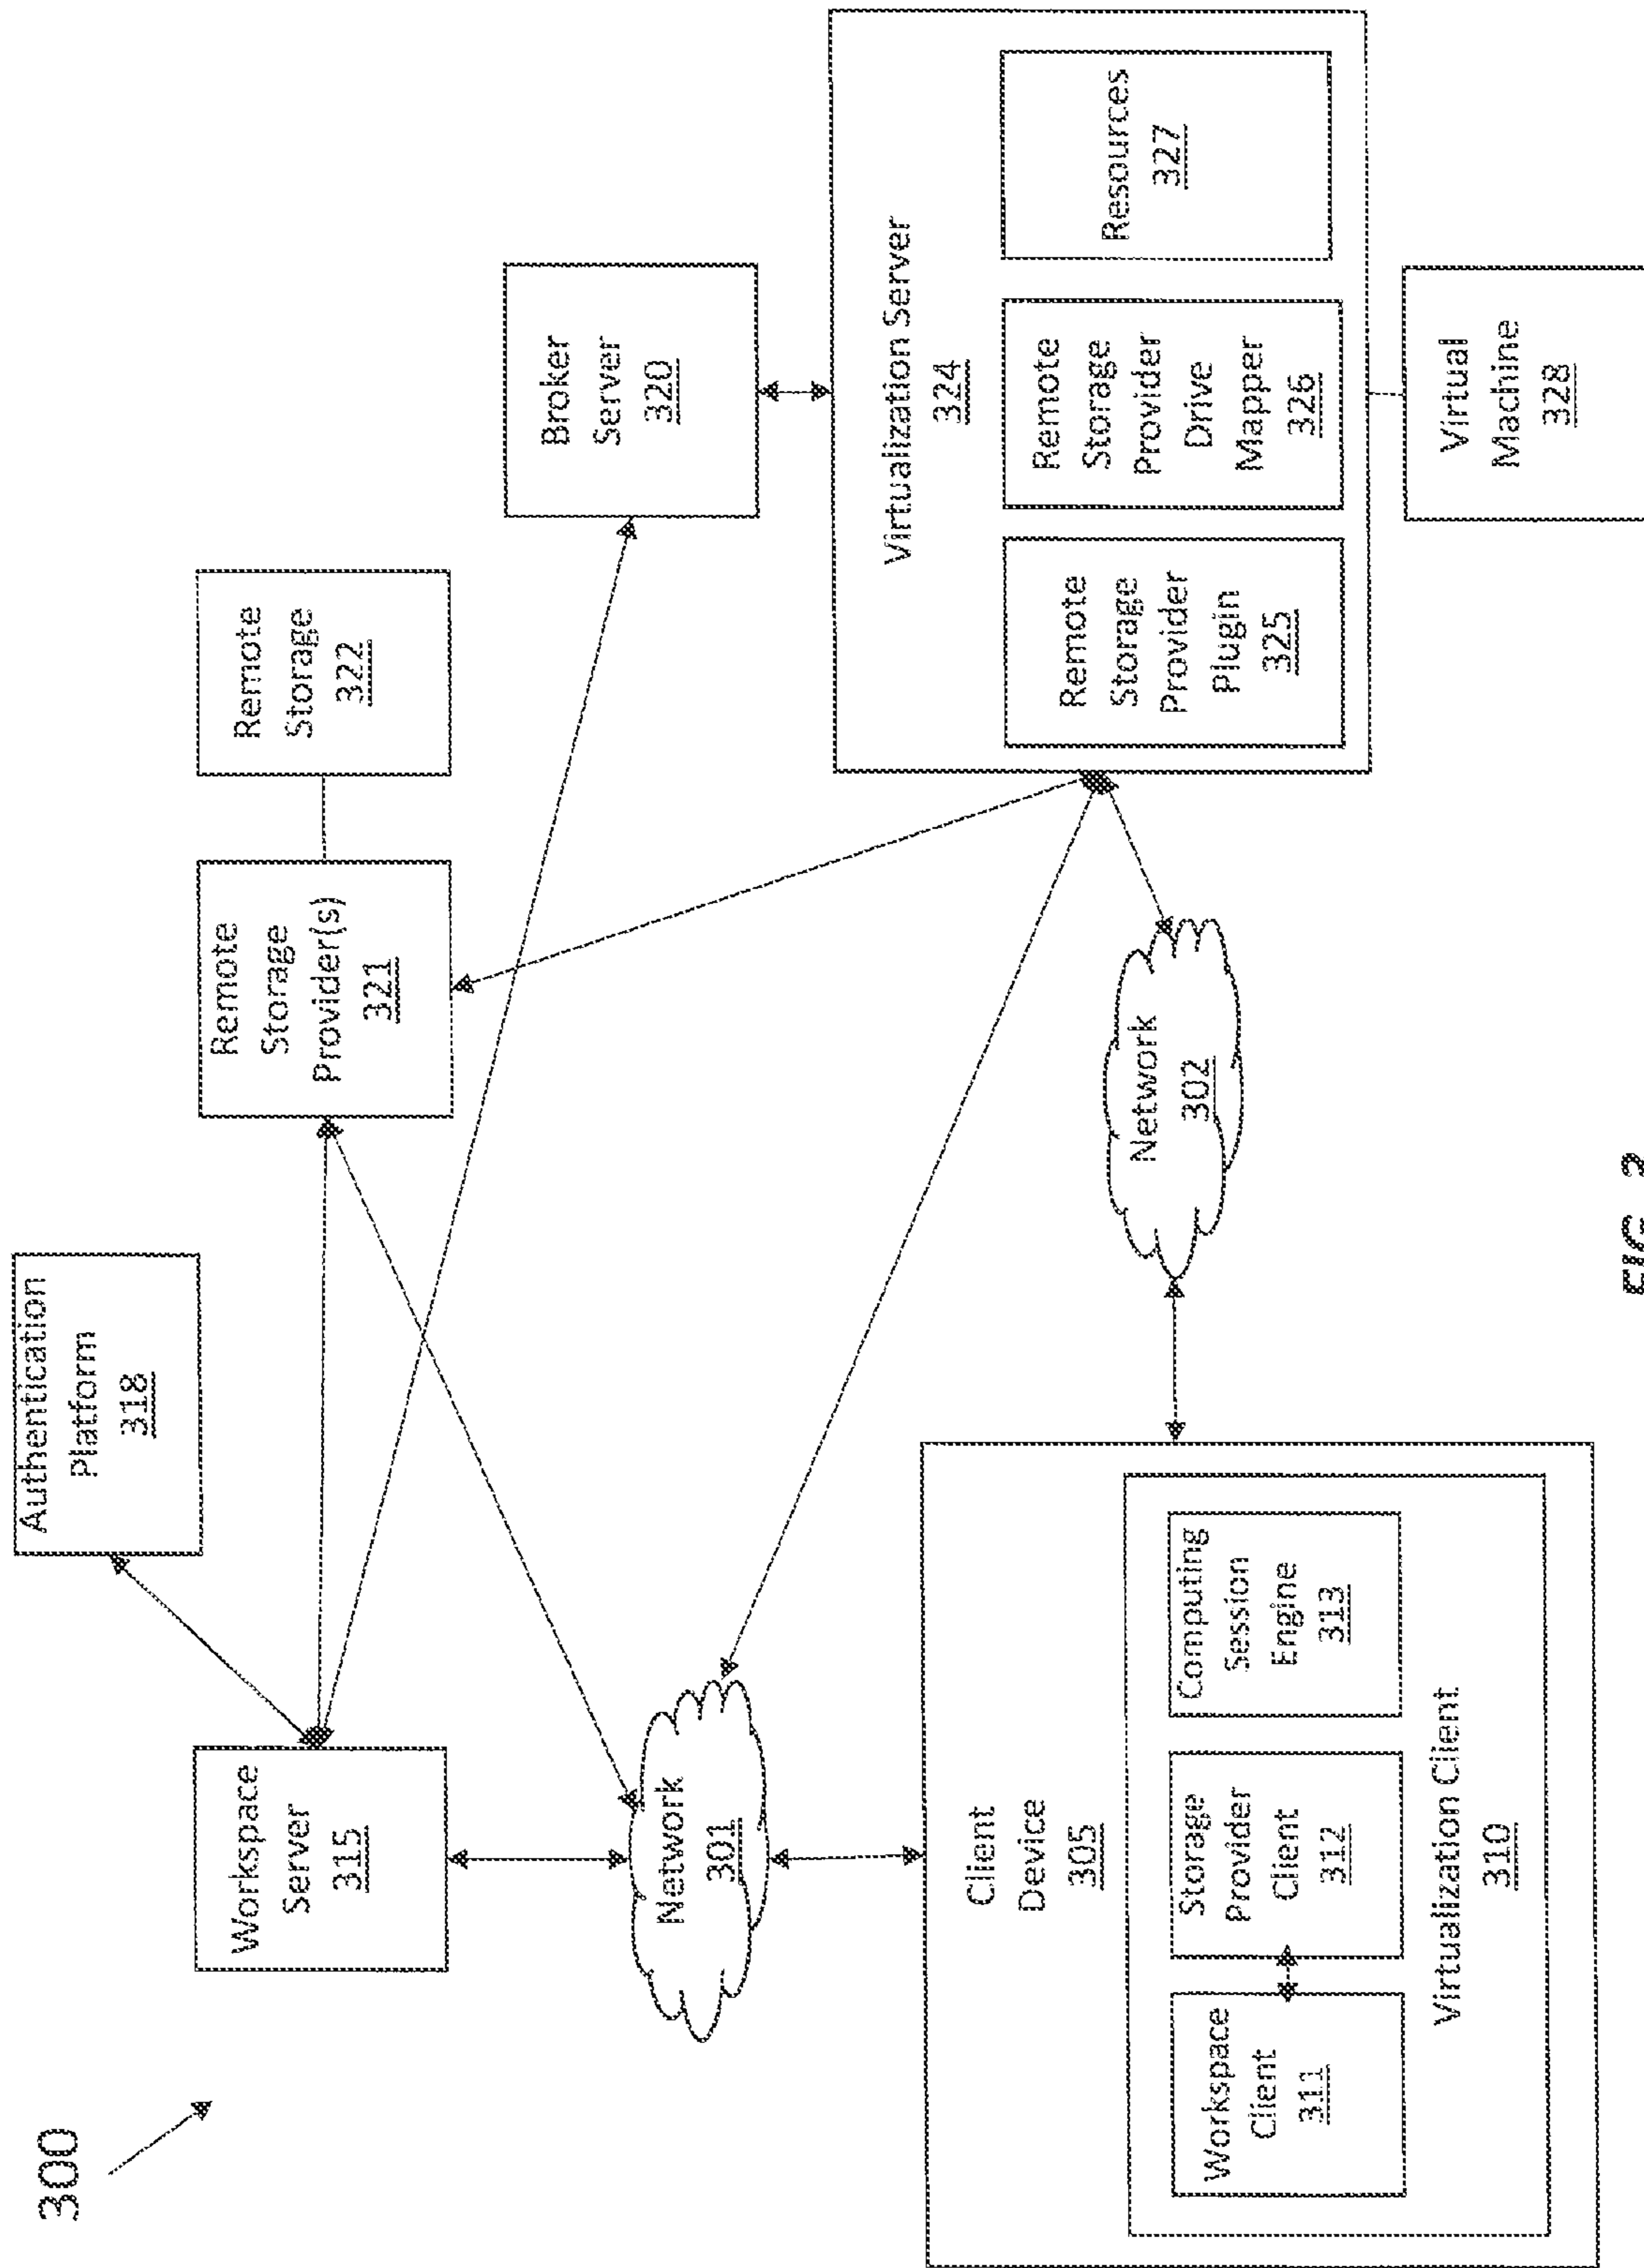 300
Authentication
Platform
318
Workspace
Server
315
Remote
Storage
Provider(s)
321
Remote
Storage
322
Broker
Server
320
Network
301
Client
Device
305
Workspace
Client
311
Storage
Provider
Client
312
Computing
Session
Engine
313
Virtualization Client
310
Network
302
Virtualization Server
324
Remote
Storage
Provider
Plugin
325
Remote
Storage
Provider
Drive
Mapper
326
Resources
327
Virtual
Machine
328
FIG. 3